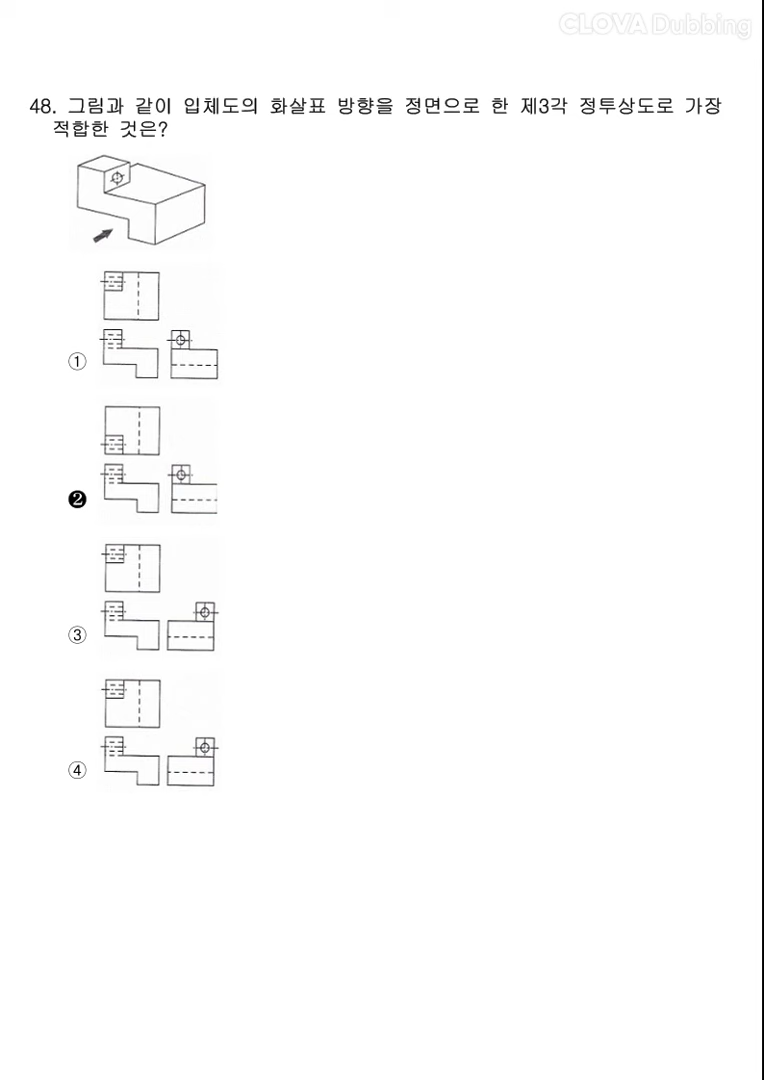 CLOVA Dubbing
48. 그림과 같이 입체도의 화살표 방향을 정면으로 한 제3각 정투상도로 가장
적합한 것은?
①
❷
③
④